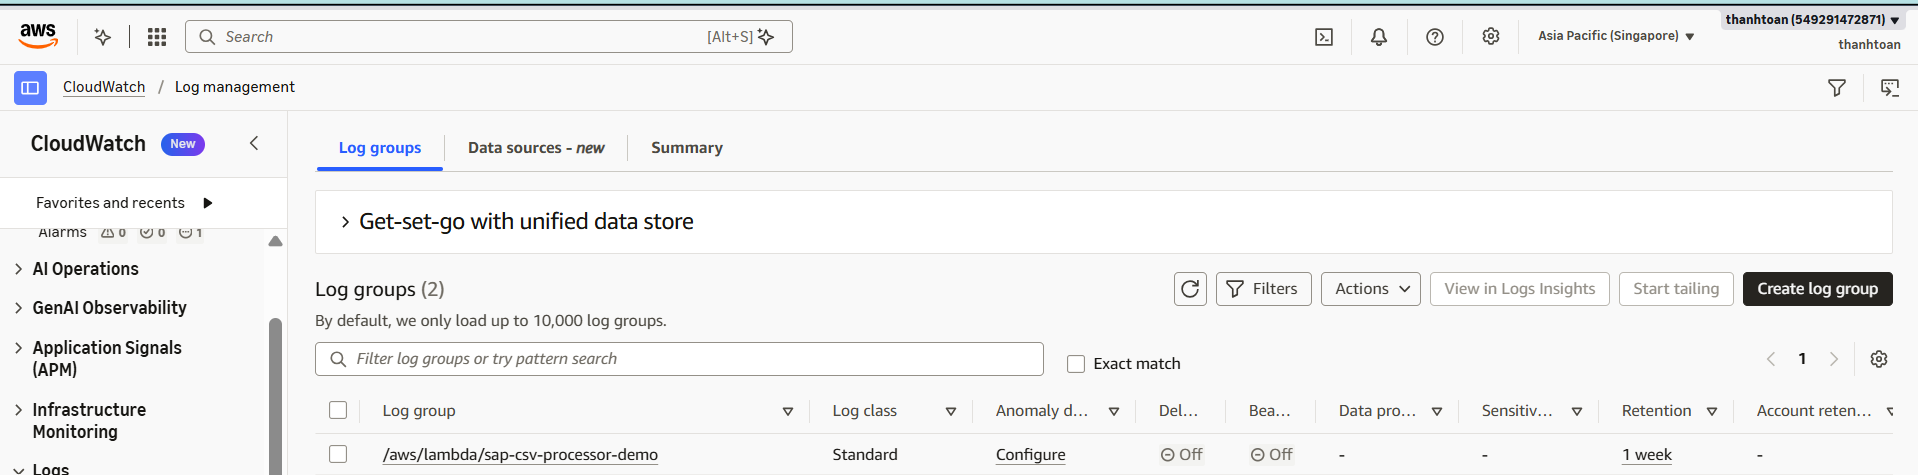 thanhtoan (549291472871)
aws
Search
[Alt+S]
Asia Pacific (Singapore)
thanhtoan
CloudWatch / Log management
CloudWatch
New
Log groups
Data sources - new
Summary
Favorites and recents
Get-set-go with unified data store
Alarms 0 0 1
AI Operations
GenAI Observability
Application Signals
(APM)
Infrastructure
Monitoring
Logs
Log groups (2)
Filters
Actions
View in Logs Insights
Start tailing
Create log group
By default, we only load up to 10,000 log groups.
Filter log groups or try pattern search
Exact match
1
Log group
Log class
Anomaly d...
Del...
Bea...
Data pro...
Sensitiv...
Retention
Account reten...
/aws/lambda/sap-csv-processor-demo
Standard
Configure
Off
Off
-
-
1 week
-